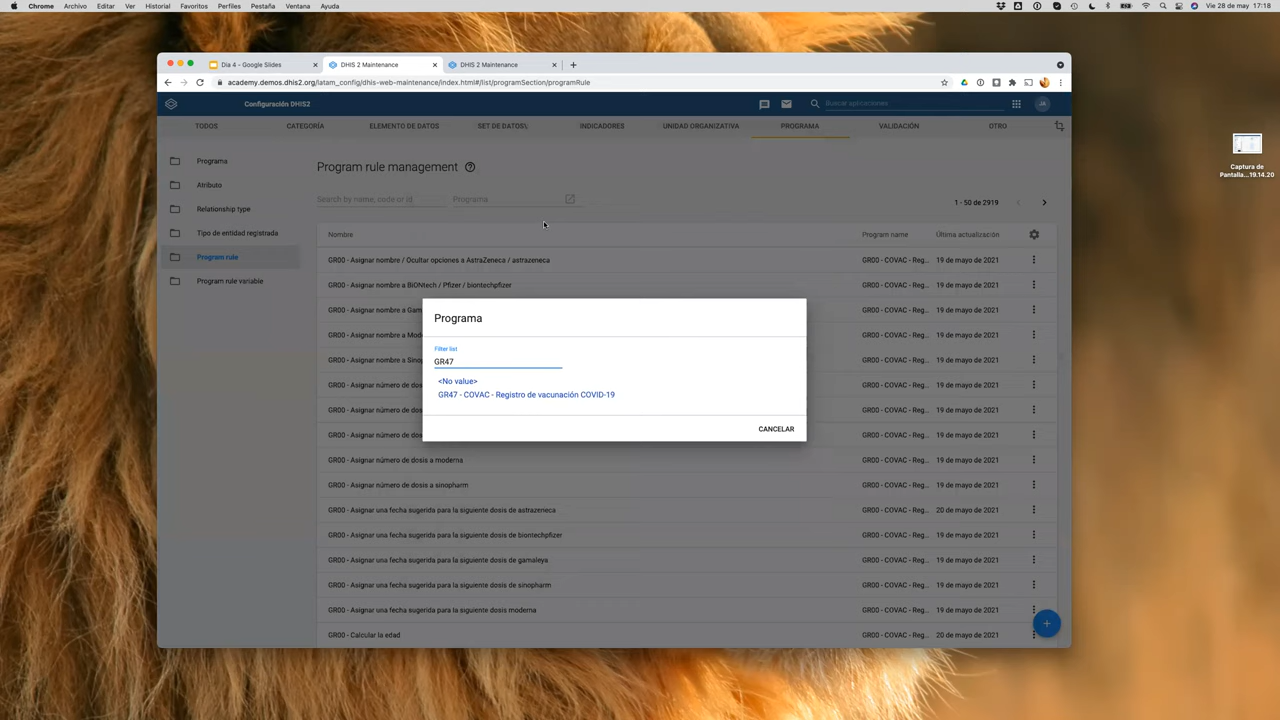 Chrome Archivo Editar Ver Historial Favoritos Perfiles Pestaña Ventana Ayuda
Vie 28 de may 17:18
Dia 4 - Google Slides
DHIS 2 Maintenance
DHIS 2 Maintenance
academy.demos.dhis2.org/latam_config/dhis-web-maintenance/index.html#/list/programSection/programRule
Configuración DHIS2
Buscar aplicaciones
JA
TODOS CATEGORÍA ELEMENTO DE DATOS SET DE DATOS\ INDICADORES UNIDAD ORGANIZATIVA PROGRAMA VALIDACIÓN OTRO
Programa
Atributo
Relationship type
Tipo de entidad registrada
Program rule
Program rule variable
Program rule management
Search by name, code or id
Programa
1 - 50 de 2919
Nombre Program name Última actualización
GR00 - Asignar nombre / Ocultar opciones a AstraZeneca / astrazeneca GR00 - COVAC - Reg... 19 de mayo de 2021
GR00 - Asignar nombre a BiONtech / Pfizer / biontechpfizer GR00 - COVAC - Reg... 19 de mayo de 2021
GR00 - Asignar nombre a Gam GR00 - COVAC - Reg... 19 de mayo de 2021
GR00 - Asignar nombre a Mod GR00 - COVAC - Reg... 19 de mayo de 2021
GR00 - Asignar nombre a Sino GR00 - COVAC - Reg... 19 de mayo de 2021
GR00 - Asignar número de dos GR00 - COVAC - Reg... 19 de mayo de 2021
GR00 - Asignar número de dos GR00 - COVAC - Reg... 19 de mayo de 2021
GR00 - Asignar número de dos GR00 - COVAC - Reg... 19 de mayo de 2021
GR00 - Asignar número de dosis a moderna GR00 - COVAC - Reg... 19 de mayo de 2021
GR00 - Asignar número de dosis a sinopharm GR00 - COVAC - Reg... 19 de mayo de 2021
GR00 - Asignar una fecha sugerida para la siguiente dosis de astrazeneca GR00 - COVAC - Reg... 20 de mayo de 2021
GR00 - Asignar una fecha sugerida para la siguiente dosis de biontechpfizer GR00 - COVAC - Reg... 19 de mayo de 2021
GR00 - Asignar una fecha sugerida para la siguiente dosis de gamaleya GR00 - COVAC - Reg... 19 de mayo de 2021
GR00 - Asignar una fecha sugerida para la siguiente dosis de sinopharm GR00 - COVAC - Reg... 19 de mayo de 2021
GR00 - Asignar una fecha sugerida para la siguiente dosis moderna GR00 - COVAC - Reg... 19 de mayo de 2021
GR00 - Calcular la edad GR00 - COVAC - Reg... 20 de mayo de 2021
Programa
Filter list
GR47
<No value>
GR47 - COVAC - Registro de vacunación COVID-19
CANCELAR
Captura de
Pantalla...19.14.20